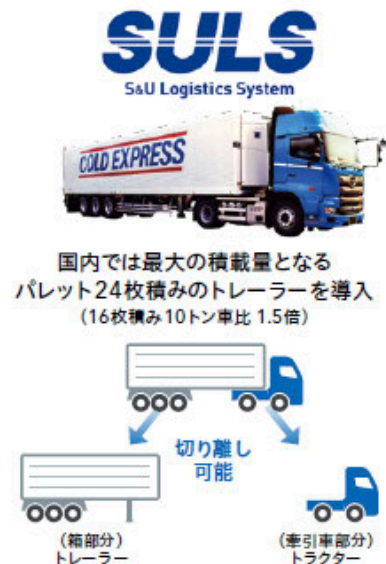 SULS
S&U Logistics System
COLD EXPRESS
国内では最大の積載量となる
パレット24枚積みのトレーラーを導入
(16枚積み10トン車比 1.5倍)
切り離し
可能
(箱部分)
トレーラー
(牽引車部分)
トラクター